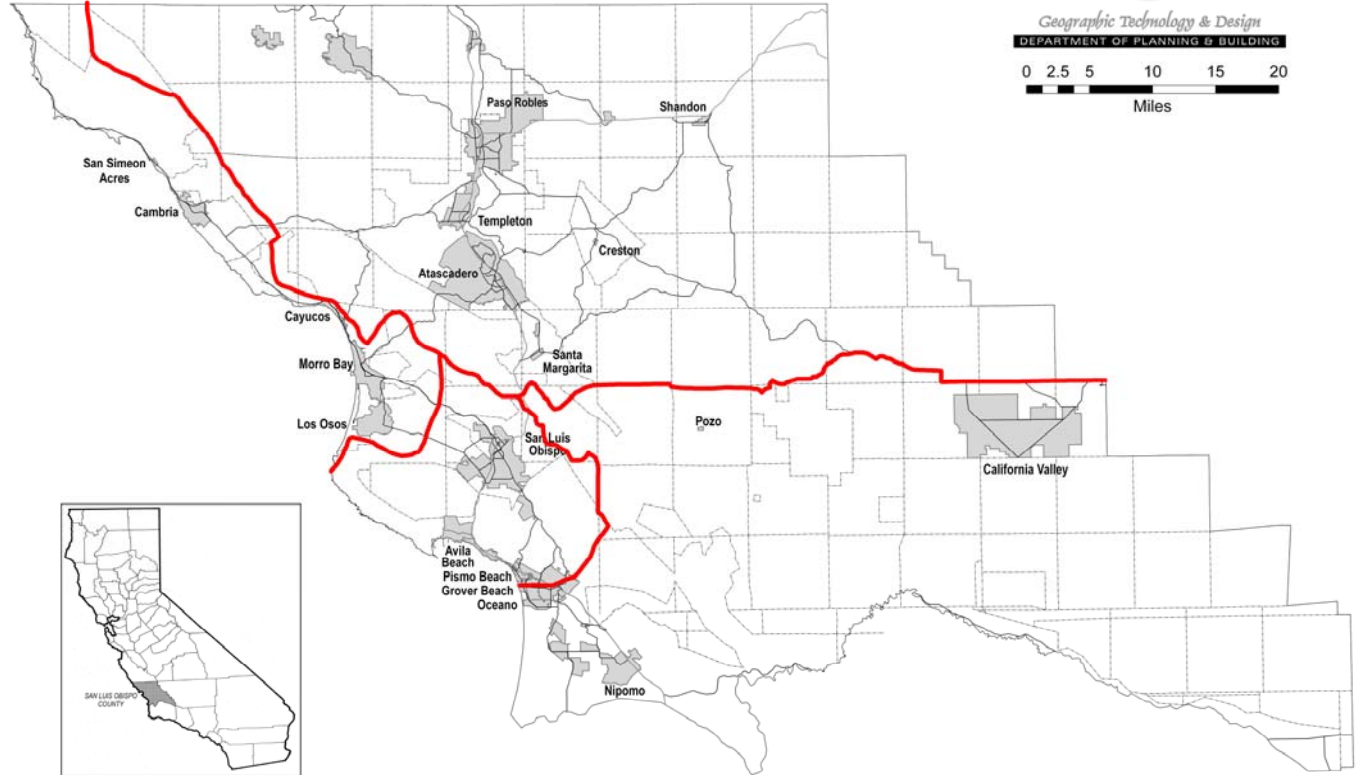 Geographic Technology & Design
DEPARTMENT OF PLANNING & BUILDING
0 2.5 5 10 15 20
Miles
Paso Robles
Shandon
San Simeon
Acres
Cambria
Templeton
Creston
Atascadero
Cayucos
Santa
Margarita
Morro Bay
Los Osos
Pozo
San Luis
Obispo
California Valley
Avila
Beach
Pismo Beach
Grover Beach
Oceano
Nipomo
SAN LUIS OBISPO
COUNTY